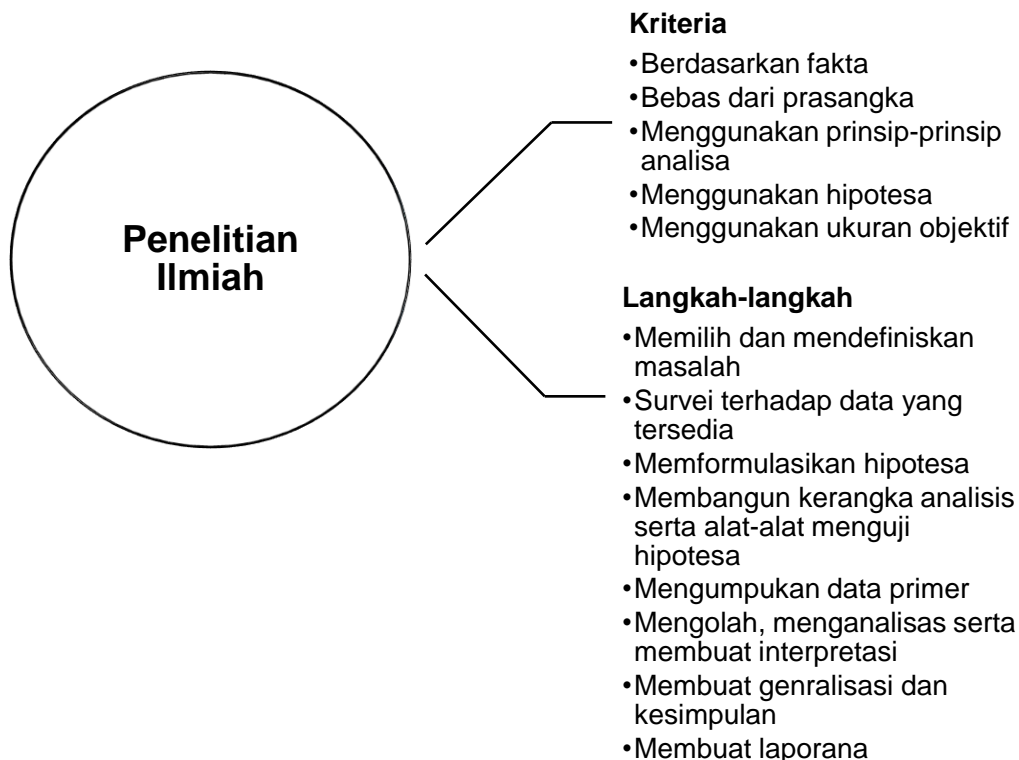 Penelitian
Ilmiah
Kriteria
•Berdasarkan fakta
•Bebas dari prasangka
•Menggunakan prinsip-prinsip
analisa
•Menggunakan hipotesa
•Menggunakan ukuran objektif
Langkah-langkah
•Memilih dan mendefiniskan
masalah
•Survei terhadap data yang
tersedia
•Memformulasikan hipotesa
•Membangun kerangka analisis
serta alat-alat menguji
hipotesa
•Mengumpukan data primer
•Mengolah, menganalisas serta
membuat interpretasi
•Membuat genralisasi dan
kesimpulan
•Membuat laporana